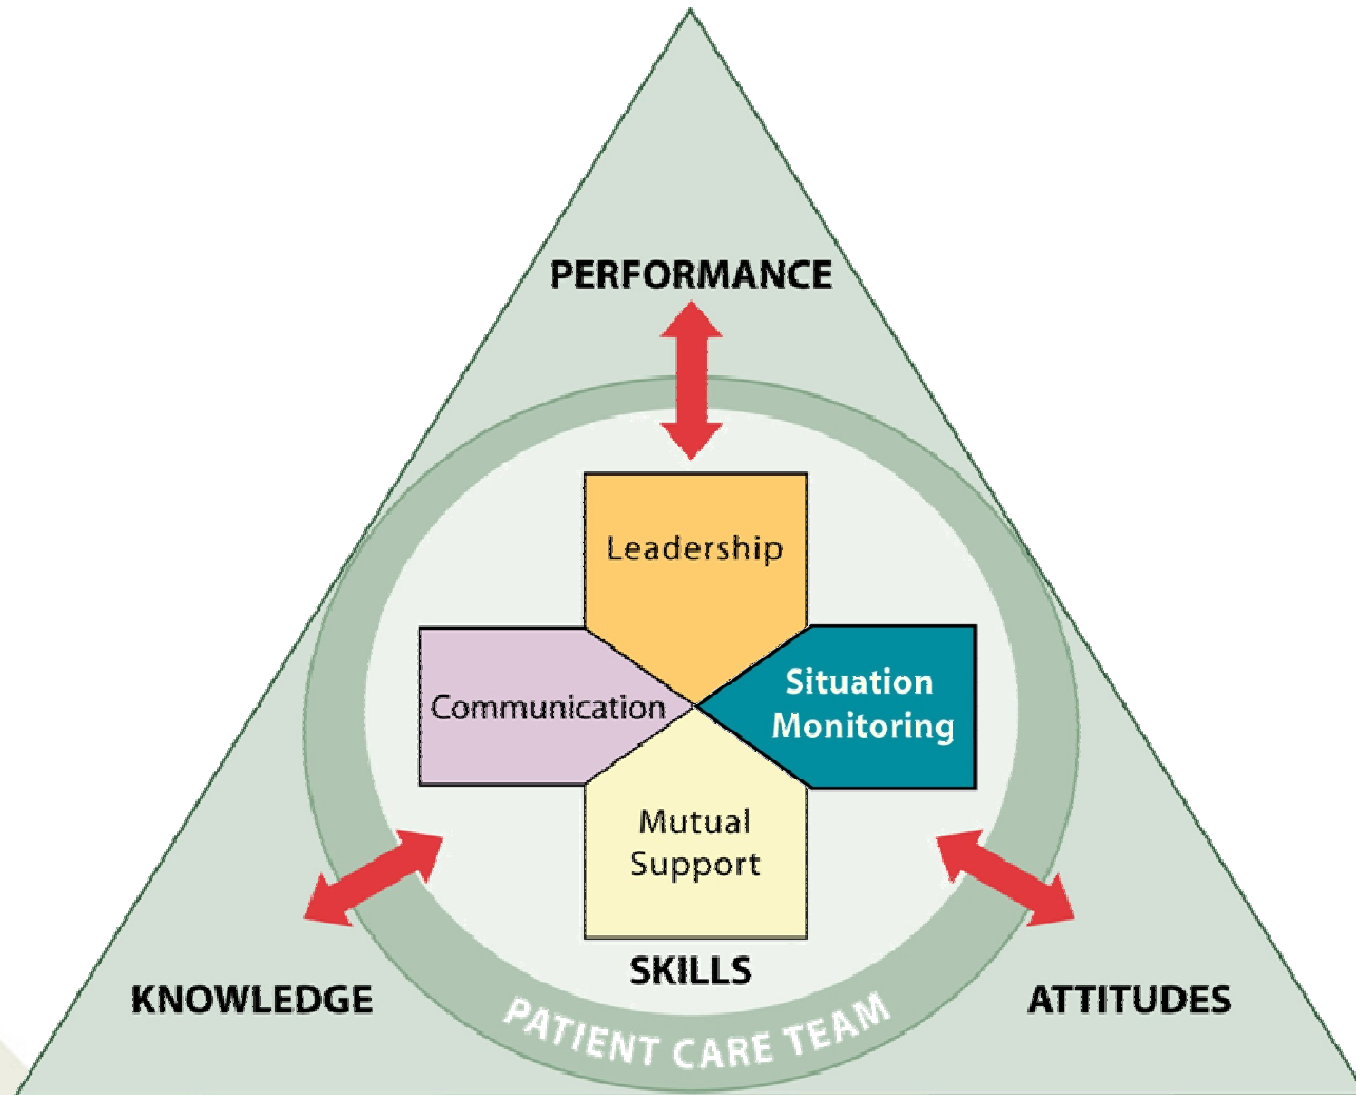 PERFORMANCE
Leadership
Communication
Situation
Monitoring
Mutual
Support
SKILLS
KNOWLEDGE
ATTITUDES
PATIENT CARE TEAM